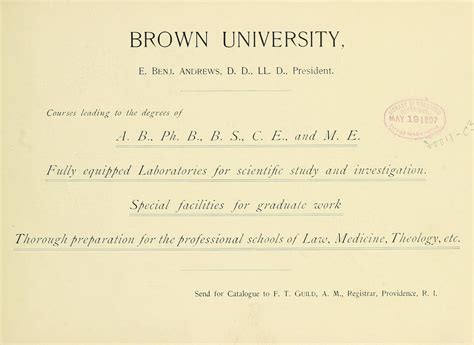 BROWN UNIVERSITY,
E. BENJ. ANDREWS, D. D., LL. D., President.
Courses leading to the degrees of
A. B., Ph. B., B. S., C. E., and M. E.
MAY 19 1897
Fully equipped Laboratories for scientific study and investigation.
Special facilities for graduate work
Thorough preparation for the professional schools of Law, Medicine, Theology, etc.
Send for Catalogue to F. T. GUILD, A. M., Registrar, Providence, R. I.